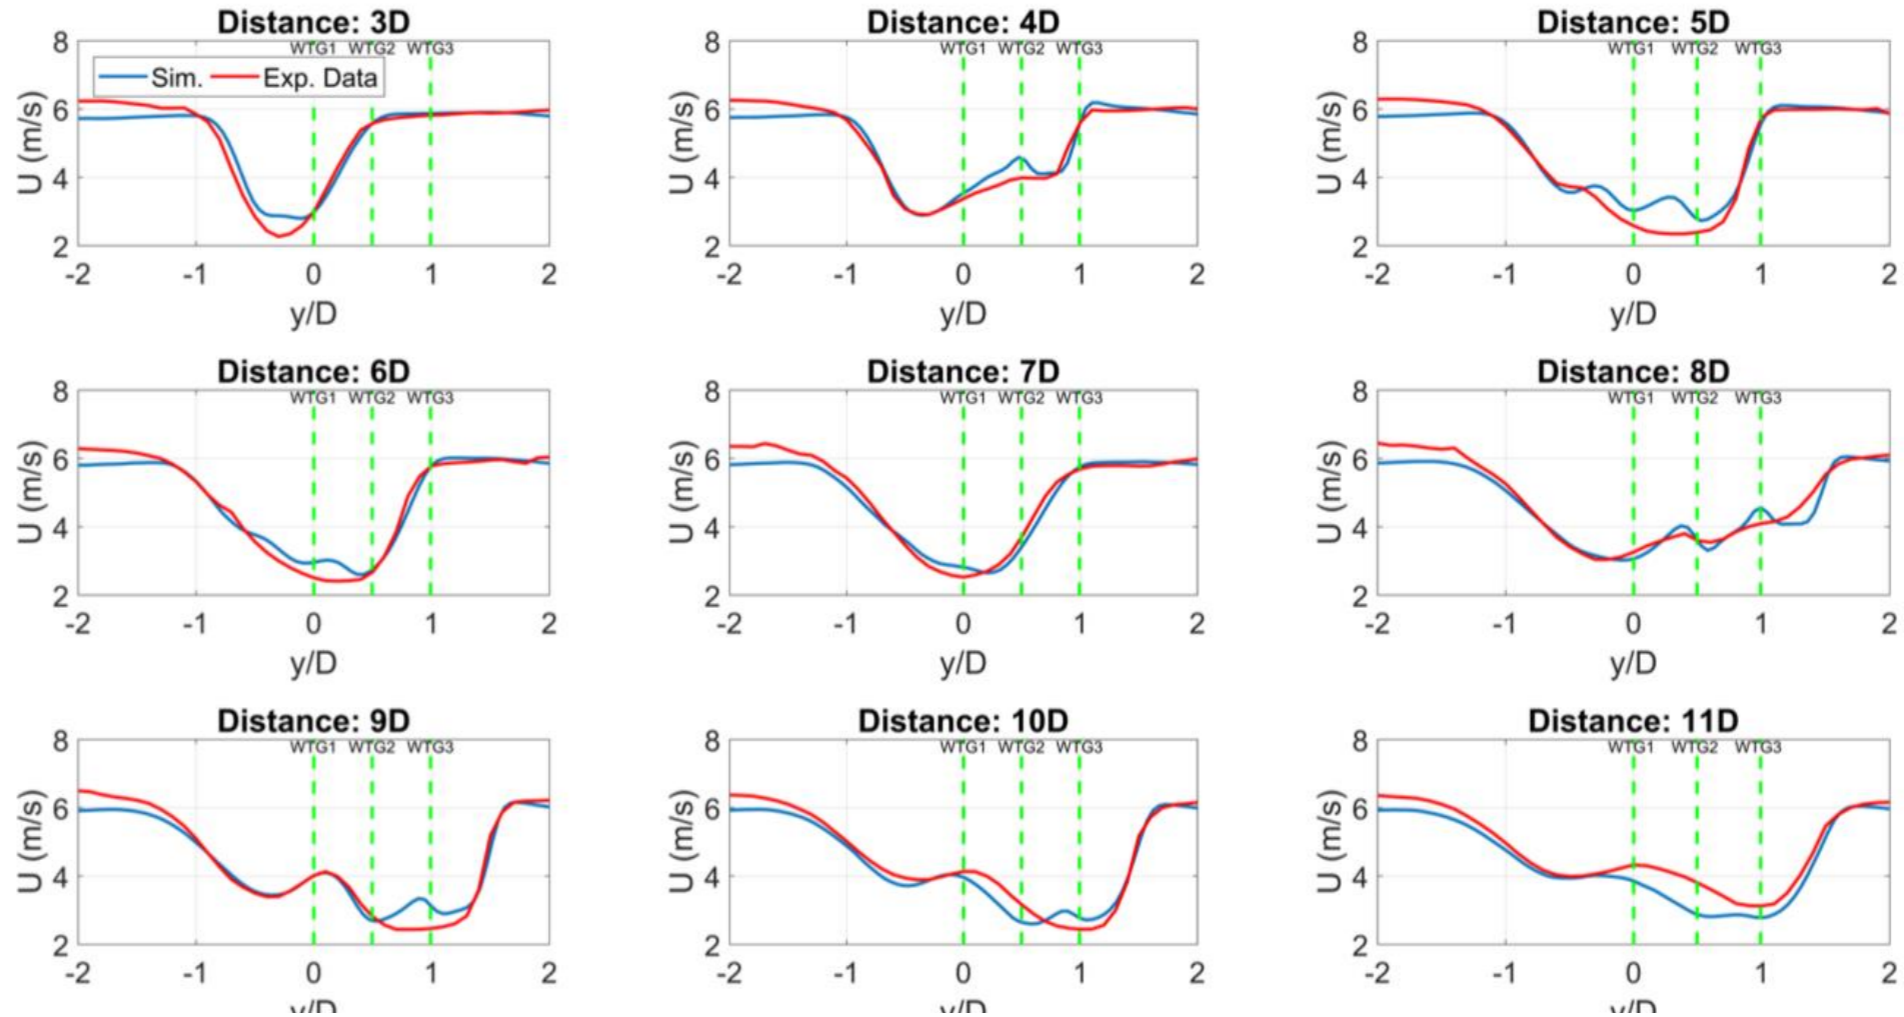 Distance: 3D
WTG1 WTG2 WTG3
Sim. Exp. Data
U (m/s)
8
6
4
2
-2 -1 0 1 2
y/D
Distance: 4D
WTG1 WTG2 WTG3
U (m/s)
8
6
4
2
-2 -1 0 1 2
y/D
Distance: 5D
WTG1 WTG2 WTG3
U (m/s)
8
6
4
2
-2 -1 0 1 2
y/D
Distance: 6D
WTG1 WTG2 WTG3
U (m/s)
8
6
4
2
-2 -1 0 1 2
y/D
Distance: 7D
WTG1 WTG2 WTG3
U (m/s)
8
6
4
2
-2 -1 0 1 2
y/D
Distance: 8D
WTG1 WTG2 WTG3
U (m/s)
8
6
4
2
-2 -1 0 1 2
y/D
Distance: 9D
WTG1 WTG2 WTG3
U (m/s)
8
6
4
2
-2 -1 0 1 2
y/D
Distance: 10D
WTG1 WTG2 WTG3
U (m/s)
8
6
4
2
-2 -1 0 1 2
y/D
Distance: 11D
WTG1 WTG2 WTG3
U (m/s)
8
6
4
2
-2 -1 0 1 2
y/D